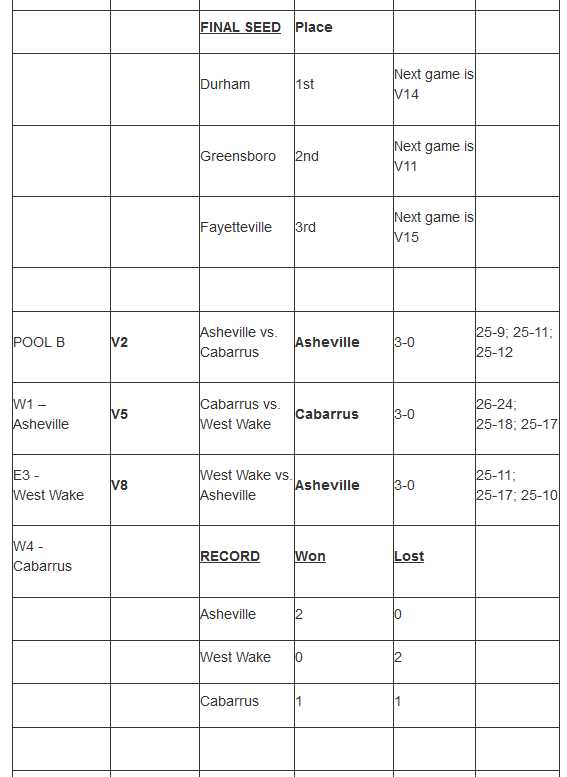 FINAL SEED Place
Durham 1st Next game is
V14
Greensboro 2nd Next game is
V11
Fayetteville 3rd Next game is
V15
POOL B V2 Asheville vs.
Cabarrus Asheville 3-0 25-9; 25-11;
25-12
W1 –
Asheville V5 Cabarrus vs.
West Wake Cabarrus 3-0 26-24;
25-18; 25-17
E3 -
West Wake V8 West Wake vs.
Asheville Asheville 3-0 25-11;
25-17; 25-10
W4 -
Cabarrus RECORD Won Lost
Asheville 2 0
West Wake 0 2
Cabarrus 1 1